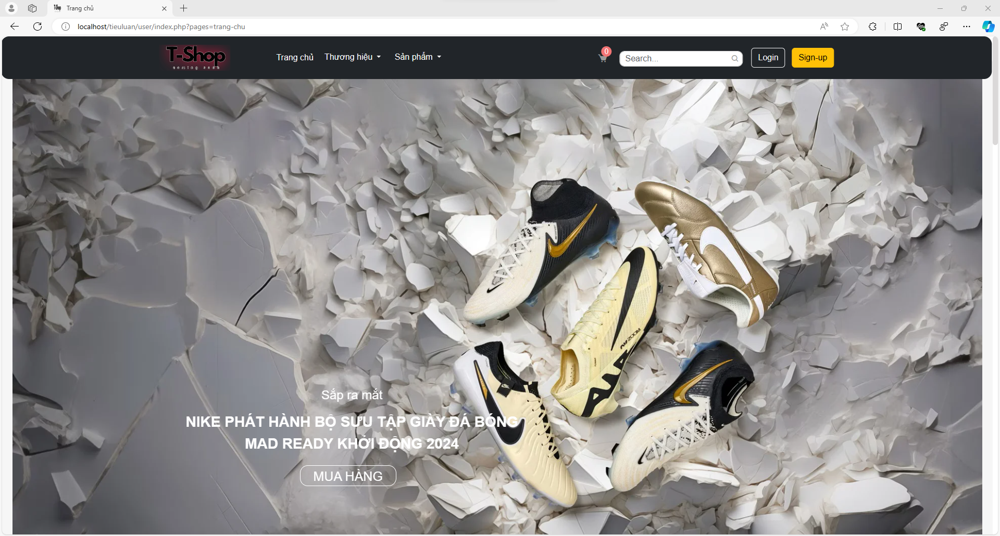 Trang chủ
localhost/tieuluan/user/index.php?pages=trang-chu
T-Shop
Trang chủ
Thương hiệu
Sản phẩm
0
Search...
Login
Sign-up
ZOOM
AIR
Sắp ra mắt
NIKE PHÁT HÀNH BỘ SƯU TẬP GIÀY ĐÁ BÓNG
MAD READY KHỞI ĐỘNG 2024
MUA HÀNG